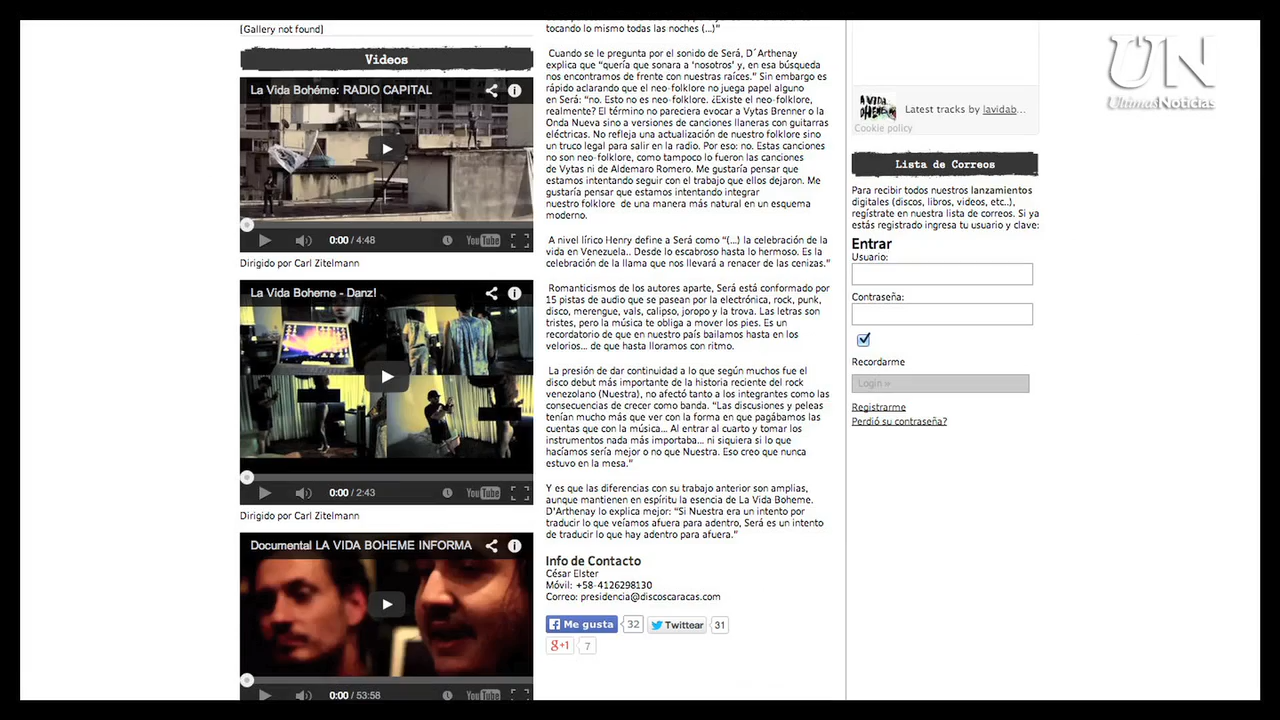 [Gallery not found]
Videos
La Vida Bohéme: RADIO CAPITAL
0:00 / 4:48
YouTube
Dirigido por Carl Zitelmann
La Vida Boheme - Danz!
0:00 / 2:43
YouTube
Dirigido por Carl Zitelmann
Documental LA VIDA BOHEME INFORMA
0:00 / 53:58
YouTube
tocando lo mismo todas las noches (...)”
Cuando se le pregunta por el sonido de Será, D´Arthenay
explica que “quería que sonara a ‘nosotros’ y, en esa búsqueda
nos encontramos de frente con nuestras raíces.” Sin embargo es
rápido aclarando que el neo-folklore no juega papel alguno
en Será: “no. Esto no es neo-folklore. ¿Existe el neo-folklore,
realmente? El término no pareciera evocar a Vytas Brenner o la
Onda Nueva sino a versiones de canciones llaneras con guitarras
eléctricas. No refleja una actualización de nuestro folklore sino
un truco legal para salir en la radio. Por eso: no. Estas canciones
no son neo-folklore, como tampoco lo fueron las canciones
de Vytas ni de Aldemaro Romero. Me gustaría pensar que
estamos intentando seguir con el trabajo que ellos dejaron. Me
gustaría pensar que estamos intentando integrar
nuestro folklore de una manera más natural en un esquema
moderno.
A nivel lírico Henry define a Será como “(...) la celebración de la
vida en Venezuela.. Desde lo escabroso hasta lo hermoso. Es la
celebración de la llama que nos llevará a renacer de las cenizas.”
Romanticismos de los autores aparte, Será está conformado por
15 pistas de audio que se pasean por la electrónica, rock, punk,
disco, merengue, vals, calipso, joropo y la trova. Las letras son
tristes, pero la música te obliga a mover los pies. Es un
recordatorio de que en nuestro país bailamos hasta en los
velorios... de que hasta lloramos con ritmo.
La presión de dar continuidad a lo que según muchos fue el
disco debut más importante de la historia reciente del rock
venezolano (Nuestra), no afectó tanto a los integrantes como las
consecuencias de crecer como banda. “Las discusiones y peleas
tenían mucho más que ver con la forma en que pagábamos las
cuentas que con la música... Al entrar al cuarto y tomar los
instrumentos nada más importaba... ni siquiera si lo que
hacíamos sería mejor o no que Nuestra. Eso creo que nunca
estuvo en la mesa.”
Y es que las diferencias con su trabajo anterior son amplias,
aunque mantienen en espíritu la esencia de La Vida Boheme.
D'Arthenay lo explica mejor: “Si Nuestra era un intento por
traducir lo que veíamos afuera para adentro, Será es un intento
de traducir lo que hay adentro para afuera.”
Info de Contacto
César Elster
Móvil: +58-4126298130
Correo: presidencia@discoscaracas.com
Me gusta 32 Twittear 31
g+1 7
UN
ÚltimasNoticias
LA VIDA BOHEME
Latest tracks by lavidab...
Cookie policy
Lista de Correos
Para recibir todos nuestros lanzamientos
digitales (discos, libros, videos, etc..),
regístrate en nuestra lista de correos. Si ya
estás registrado ingresa tu usuario y clave:
Entrar
Usuario:
Contraseña:
Recordarme
Login »
Registrarme
Perdió su contraseña?